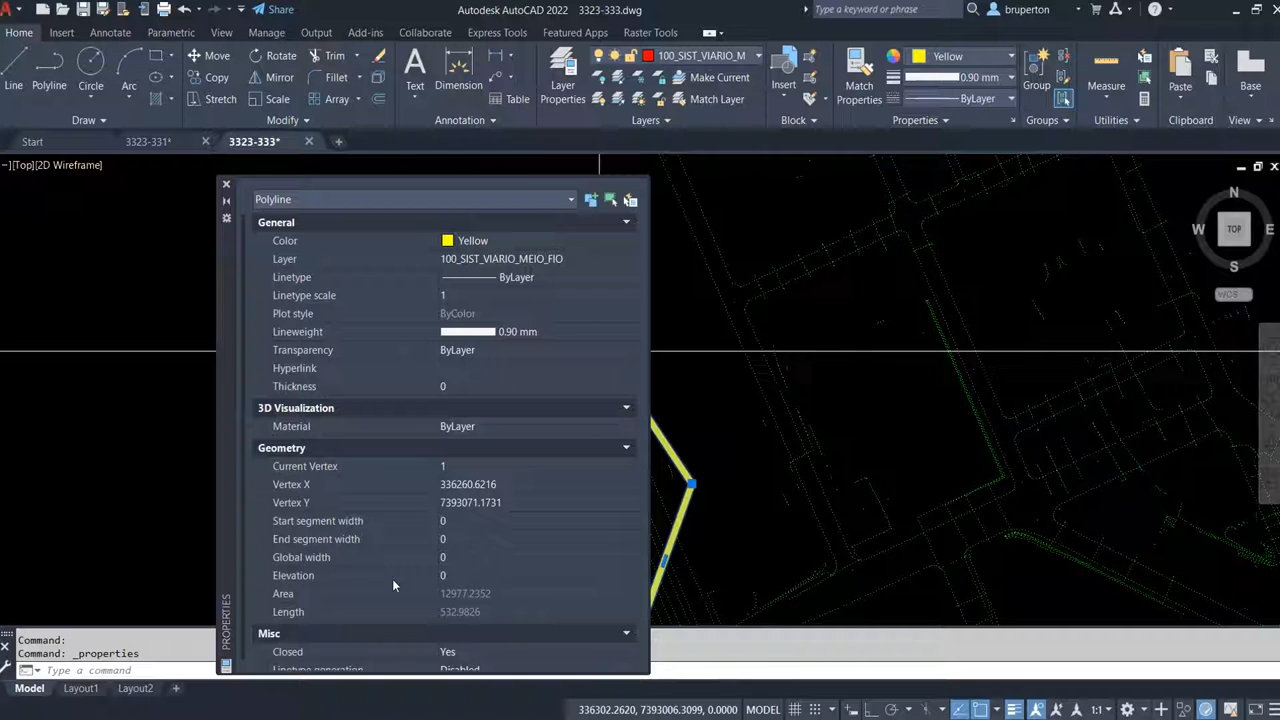 Share
Autodesk AutoCAD 2022 3323-333.dwg
Type a keyword or phrase
bruperton
Home Insert Annotate Parametric View Manage Output Add-ins Collaborate Express Tools Featured Apps Raster Tools
Line Polyline Circle Arc
Move Rotate Trim
Copy Mirror Fillet
Stretch Scale Array
Text Dimension Table
Layer Properties
100_SIST_VIARIO_M
Make Current
Match Layer
Insert
Match Properties
Yellow
0.90 mm
ByLayer
Group
Measure
Paste
Base
Draw Modify Annotation Layers Block Properties Groups Utilities Clipboard View
Start 3323-331* 3323-333*
–][Top][2D Wireframe]
N
W TOP E
S
WCS
Polyline
General
Color Yellow
Layer 100_SIST_VIARIO_MEIO_FIO
Linetype ByLayer
Linetype scale 1
Plot style ByColor
Lineweight 0.90 mm
Transparency ByLayer
Hyperlink
Thickness 0
3D Visualization
Material ByLayer
Geometry
Current Vertex 1
Vertex X 336260.6216
Vertex Y 7393071.1731
Start segment width 0
End segment width 0
Global width 0
Elevation 0
Area 12977.2352
Length 532.9826
Misc
Closed Yes
Linetype generation Disabled
PROPERTIES
Command:
Command: _properties
Type a command
Model Layout1 Layout2
336302.2620, 7393006.3099, 0.0000 MODEL 1:1